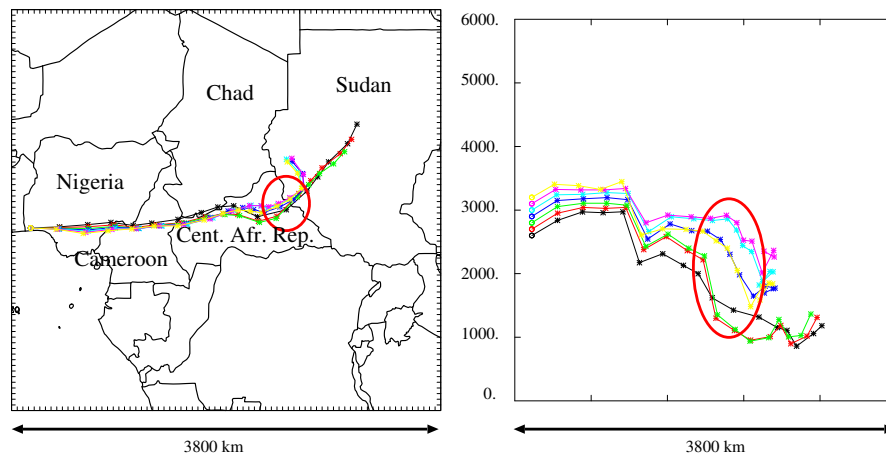 Chad
Sudan
Nigeria
Cent. Afr. Rep.
Cameroon
3800 km
6000.
5000.
4000.
3000.
2000.
1000.
0.
3800 km